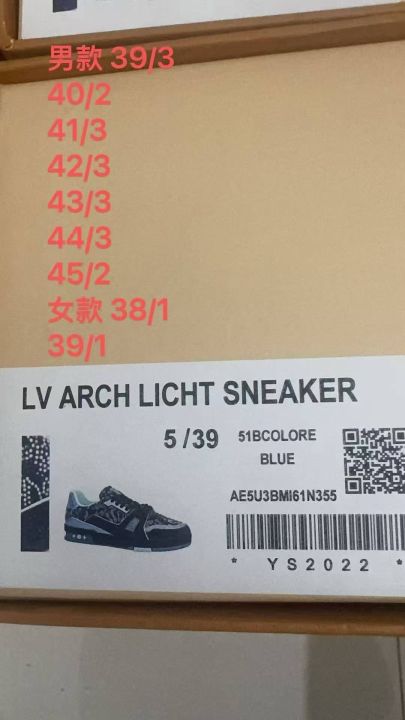 男款 39/3
40/2
41/3
42/3
43/3
44/3
45/2
女款 38/1
39/1
LV ARCH LICHT SNEAKER
5 /39
51BCOLORE
BLUE
AE5U3BMI61N355
* YS2022 *